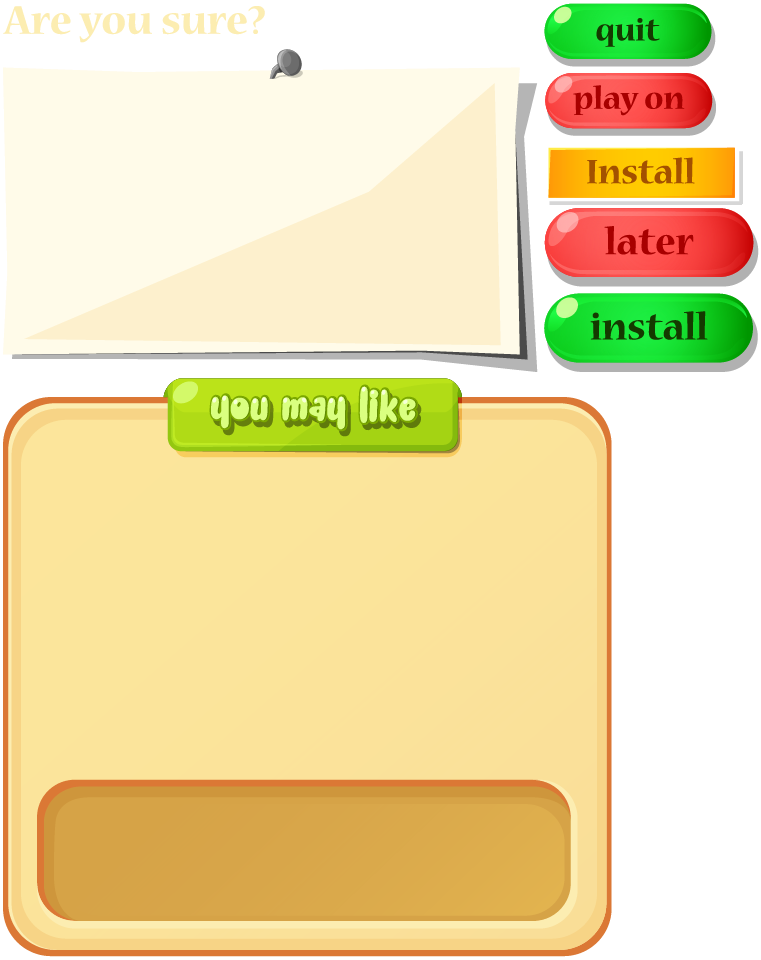 Are you sure?
quit
play on
Install
later
install
you may like